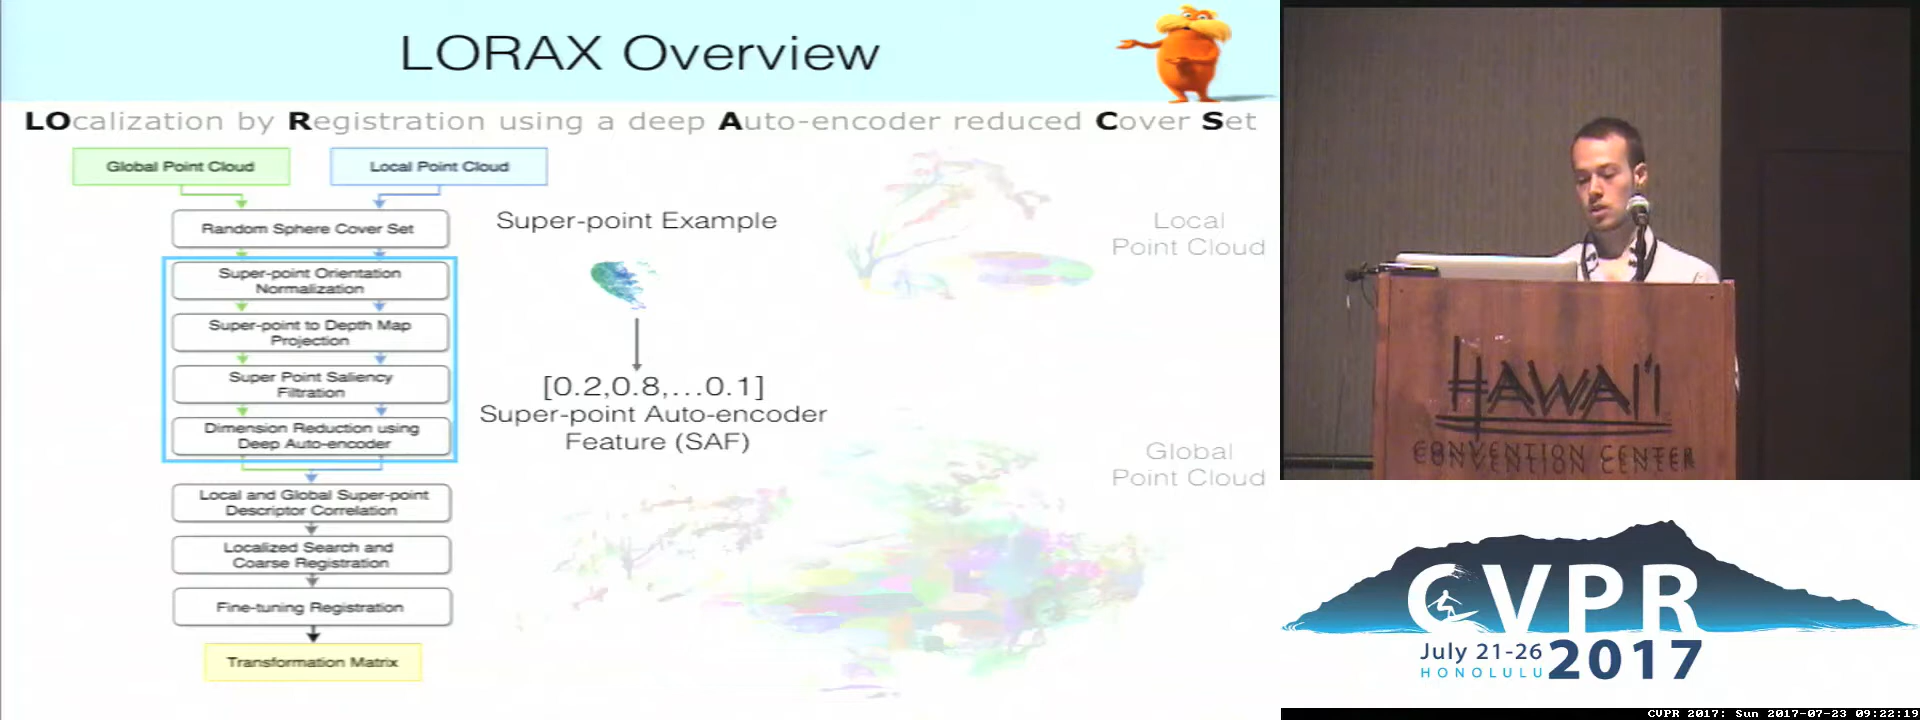 LORAX Overview
LOcalization by Registration using a deep Auto-encoder reduced Cover Set
Global Point Cloud
Local Point Cloud
Random Sphere Cover Set
Super-point Orientation
Normalization
Super-point to Depth Map
Projection
Super Point Saliency
Filtration
Dimension Reduction using
Deep Auto-encoder
Local and Global Super-point
Descriptor Correlation
Localized Search and
Coarse Registration
Fine-tuning Registration
Transformation Matrix
Super-point Example
[0.2,0.8,...0.1]
Super-point Auto-encoder
Feature (SAF)
Local
Point Cloud
Global
Point Cloud
HAWAI'I
CONVENTION CENTER
CVPR
July 21-26
HONOLULU
2017
CVPR 2017: Sun 2017-07-23 09:22:19